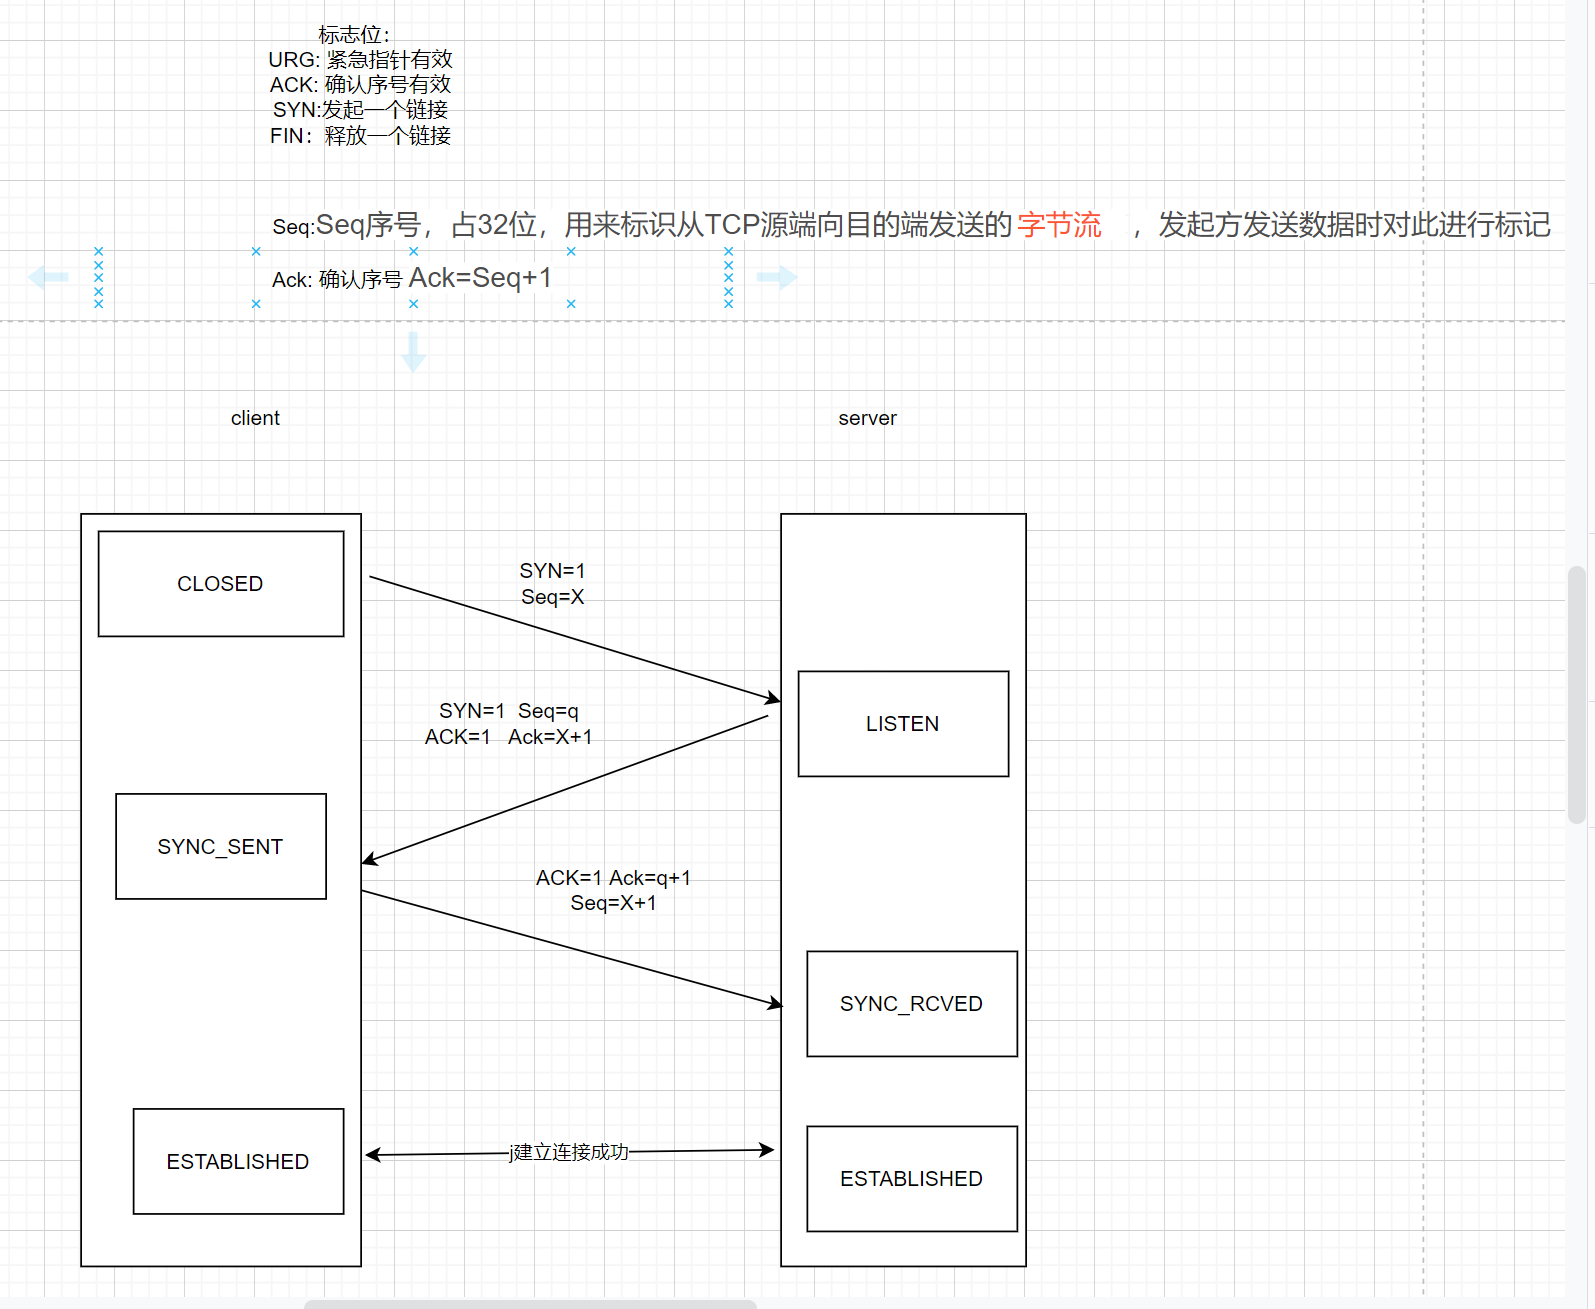 标志位：
URG: 紧急指针有效
ACK: 确认序号有效
SYN:发起一个链接
FIN：释放一个链接
Seq:Seq序号，占32位，用来标识从TCP源端向目的端发送的 字节流 ，发起方发送数据时对此进行标记
Ack: 确认序号 Ack=Seq+1
client
server
CLOSED
SYN=1
Seq=X
SYN=1 Seq=q
ACK=1 Ack=X+1
LISTEN
SYNC_SENT
ACK=1 Ack=q+1
Seq=X+1
SYNC_RCVED
ESTABLISHED
j建立连接成功
ESTABLISHED